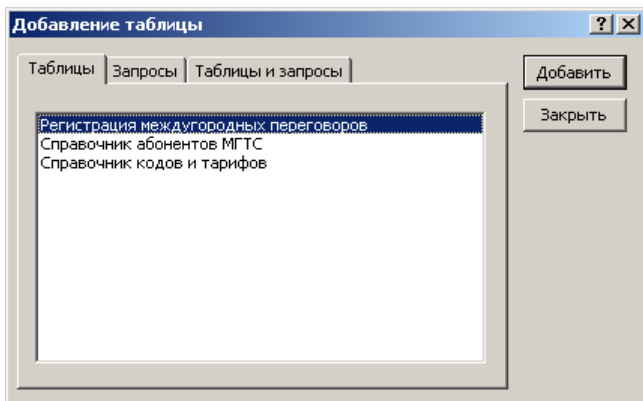 Добавление таблицы
Таблицы Запросы Таблицы и запросы
Добавить
Закрыть
Регистрация междугородных переговоров
Справочник абонентов МГТС
Справочник кодов и тарифов